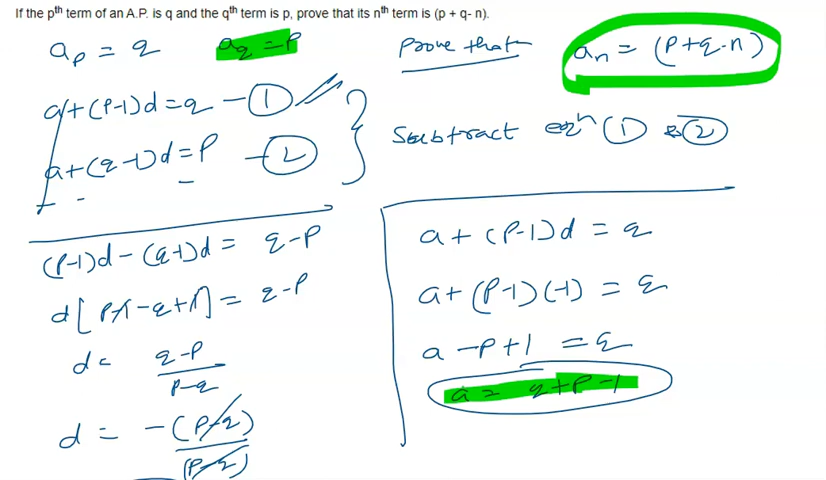 If the pth term of an A.P. is q and the qth term is p, prove that its nth term is (p + q- n).
ap = q   aq = p   prove that   an = (p+q-n)
a+(p-1)d = q - 1
a+(q-1)d = p - 2
- - -
Subtract eqn 1 & 2
(p-1)d - (q-1)d = q-p
d[p-1-q+1] = q-p
d = q-p / p-q
d = -(p-q) / (p-q)
a + (p-1)d = q
a+ (p-1)(-1) = q
a -p+1 = q
a = q+p-1